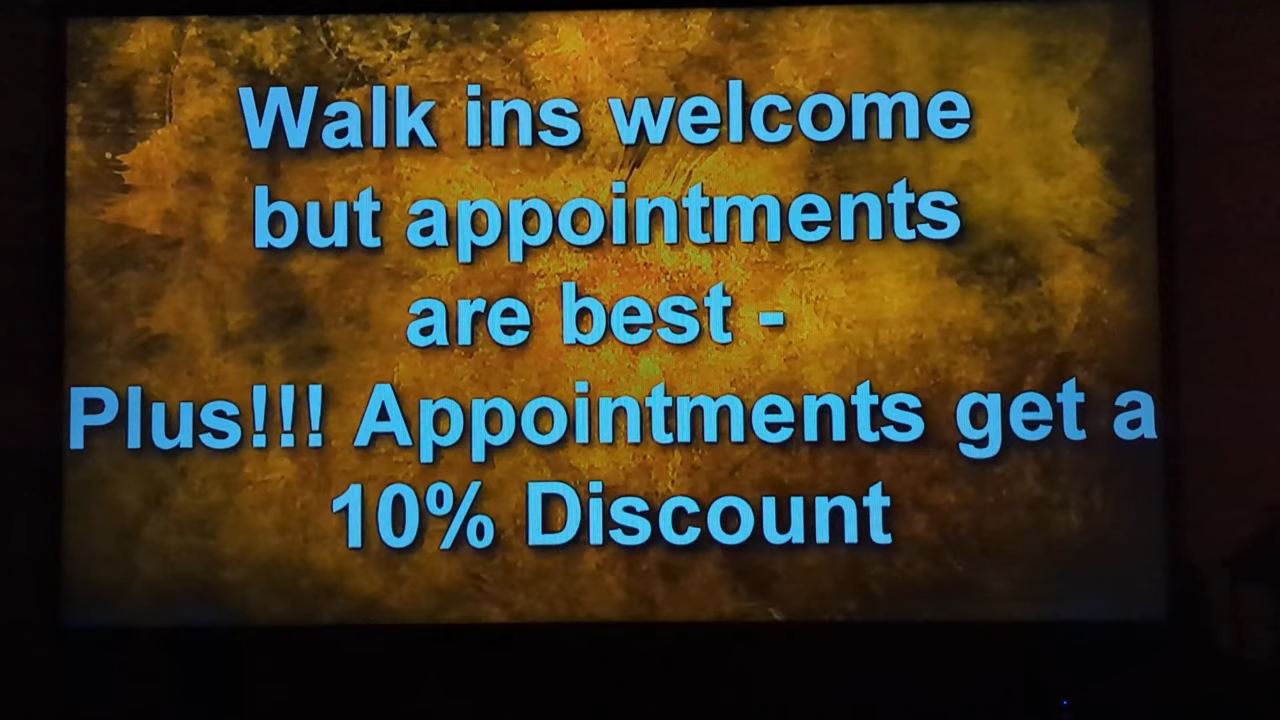 Walk ins welcome
but appointments
are best -
Plus!!! Appointments get a
10% Discount